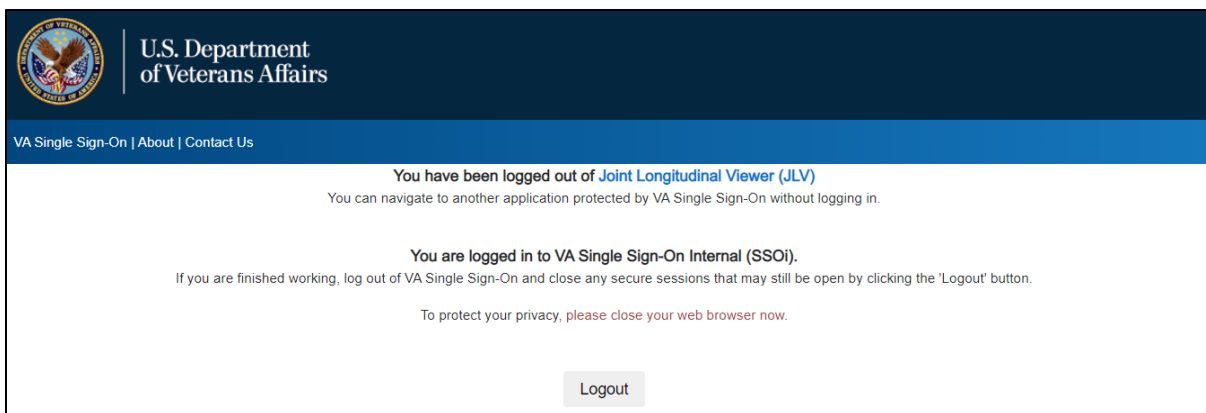 U.S. Department
of Veterans Affairs
VA Single Sign-On | About | Contact Us
You have been logged out of Joint Longitudinal Viewer (JLV)
You can navigate to another application protected by VA Single Sign-On without logging in.
You are logged in to VA Single Sign-On Internal (SSOi).
If you are finished working, log out of VA Single Sign-On and close any secure sessions that may still be open by clicking the 'Logout' button.
To protect your privacy, please close your web browser now.
Logout